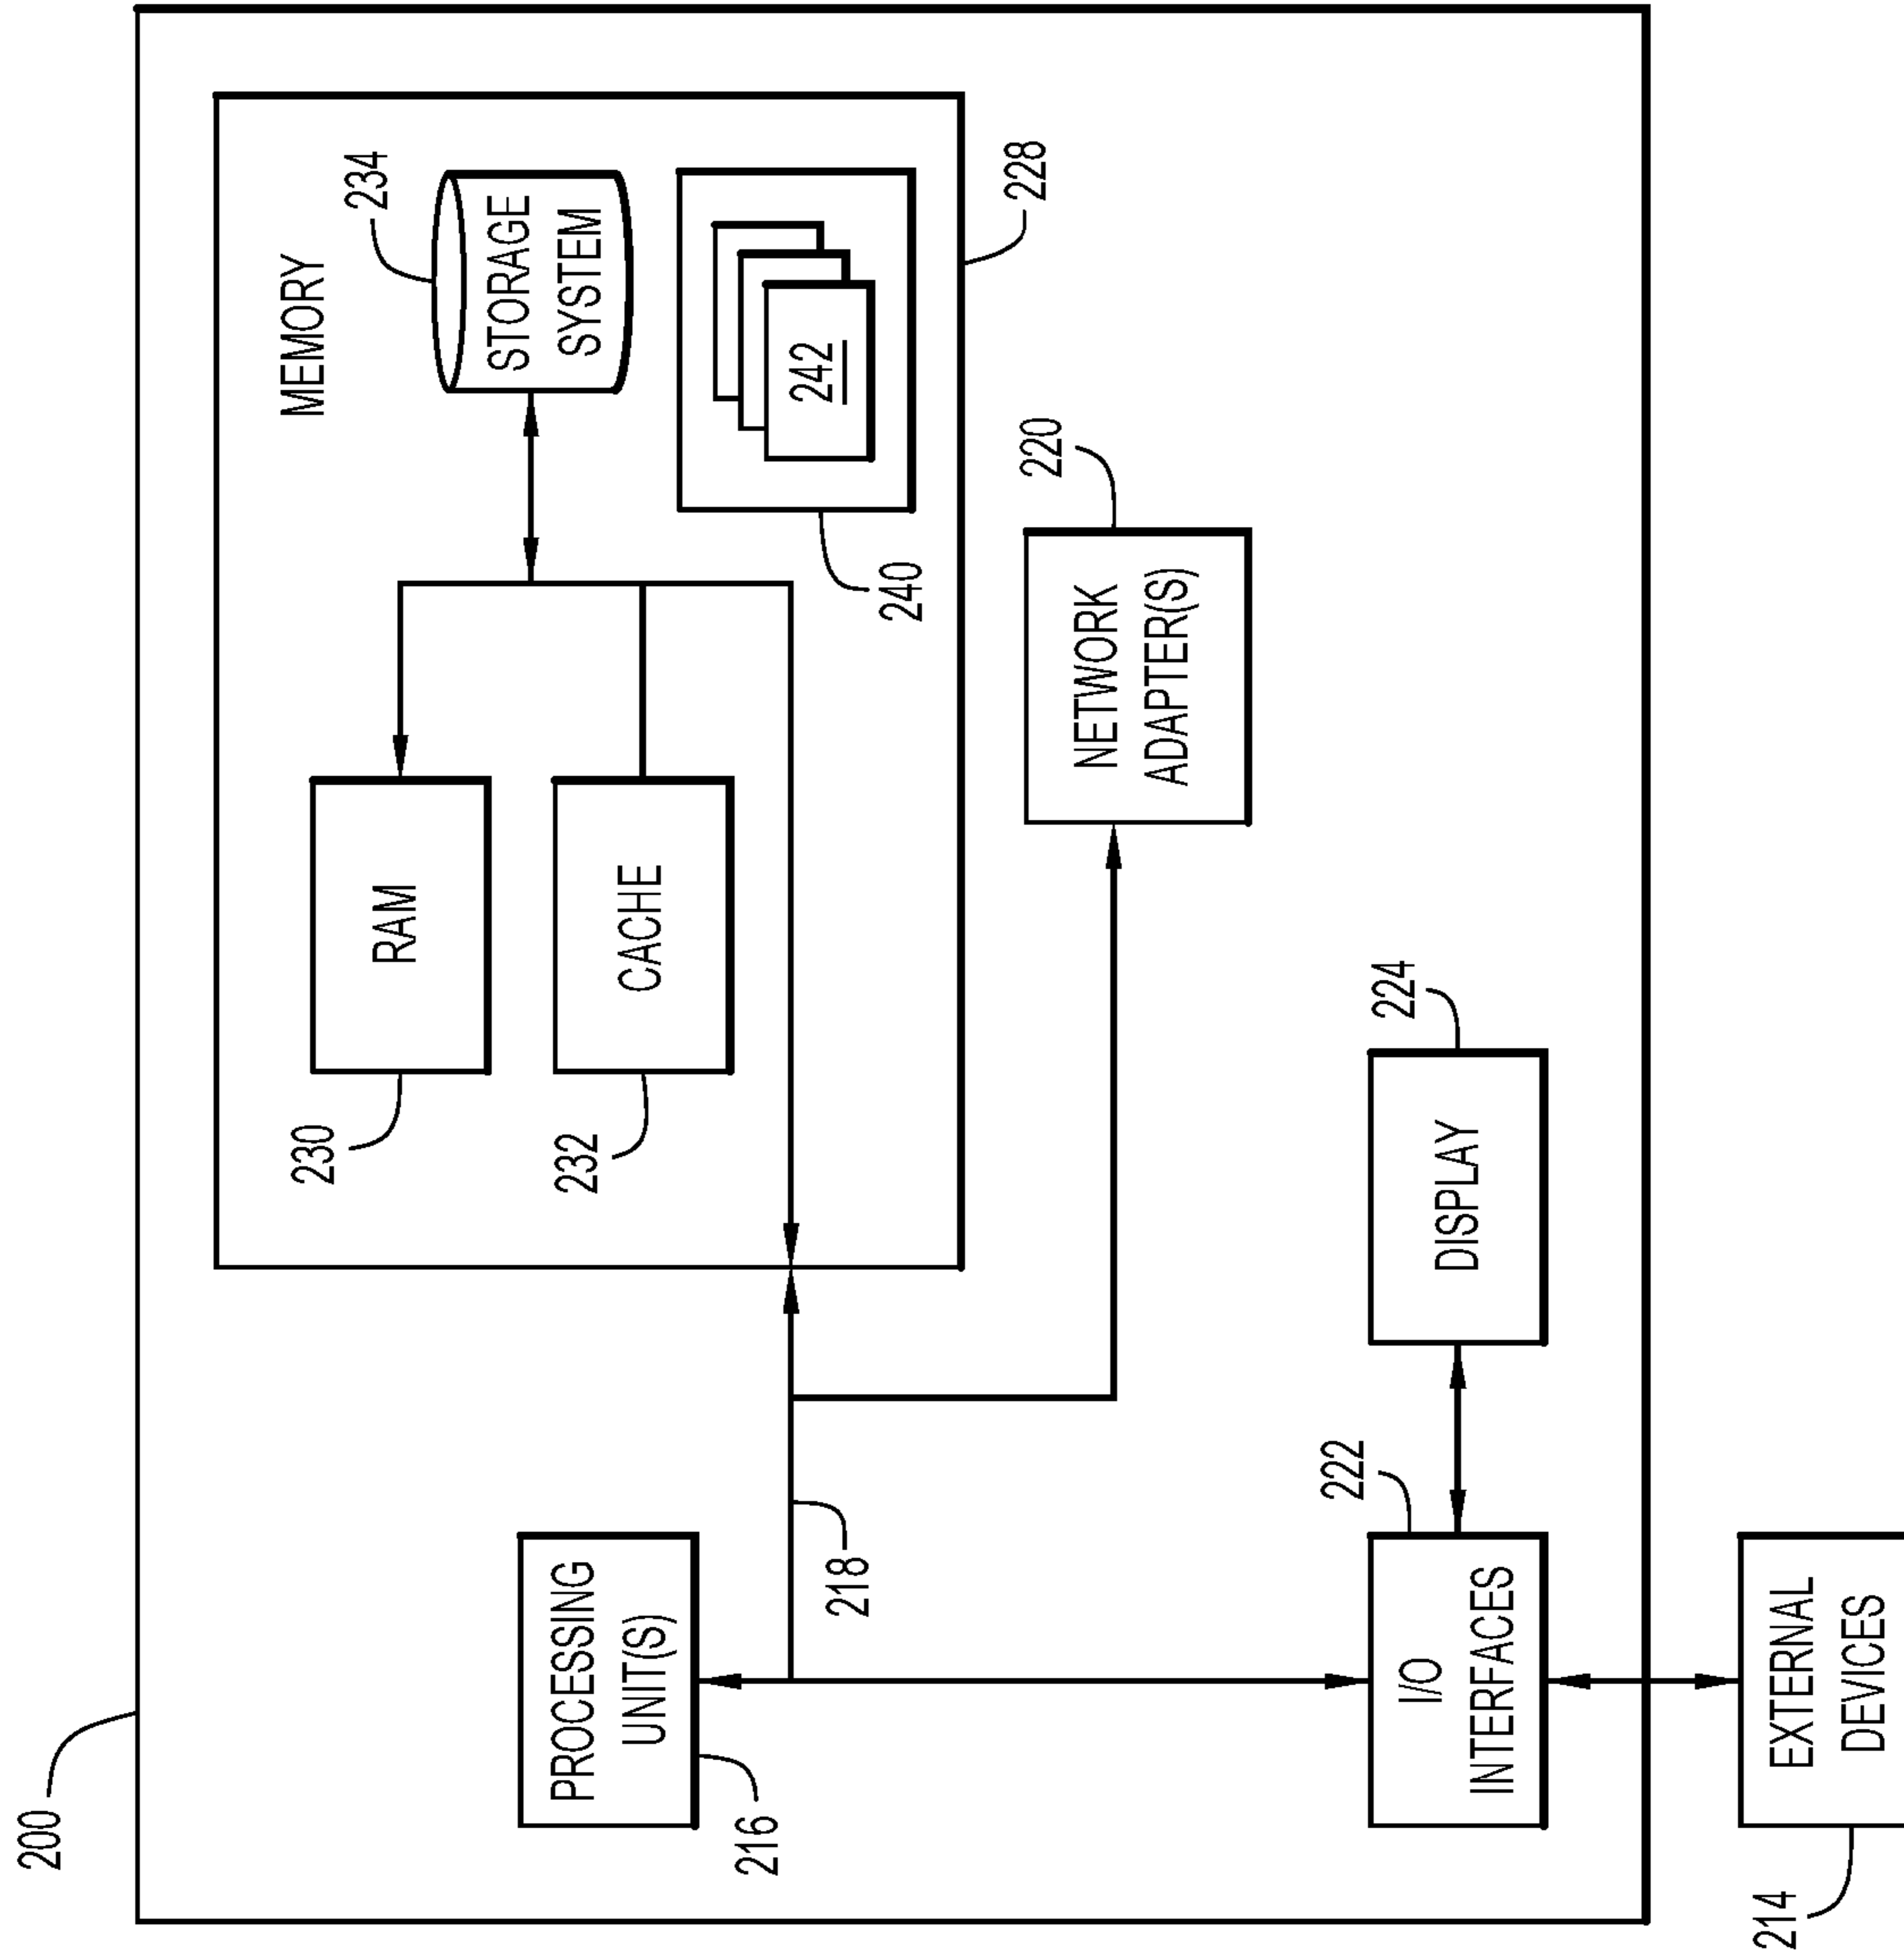 200
MEMORY
234
STORAGE
SYSTEM
RAM
230
CACHE
232
242
240
228
PROCESSING
UNIT(S)
216
218
NETWORK
ADAPTER(S)
220
I/O
INTERFACES
222
DISPLAY
224
EXTERNAL
DEVICES
214